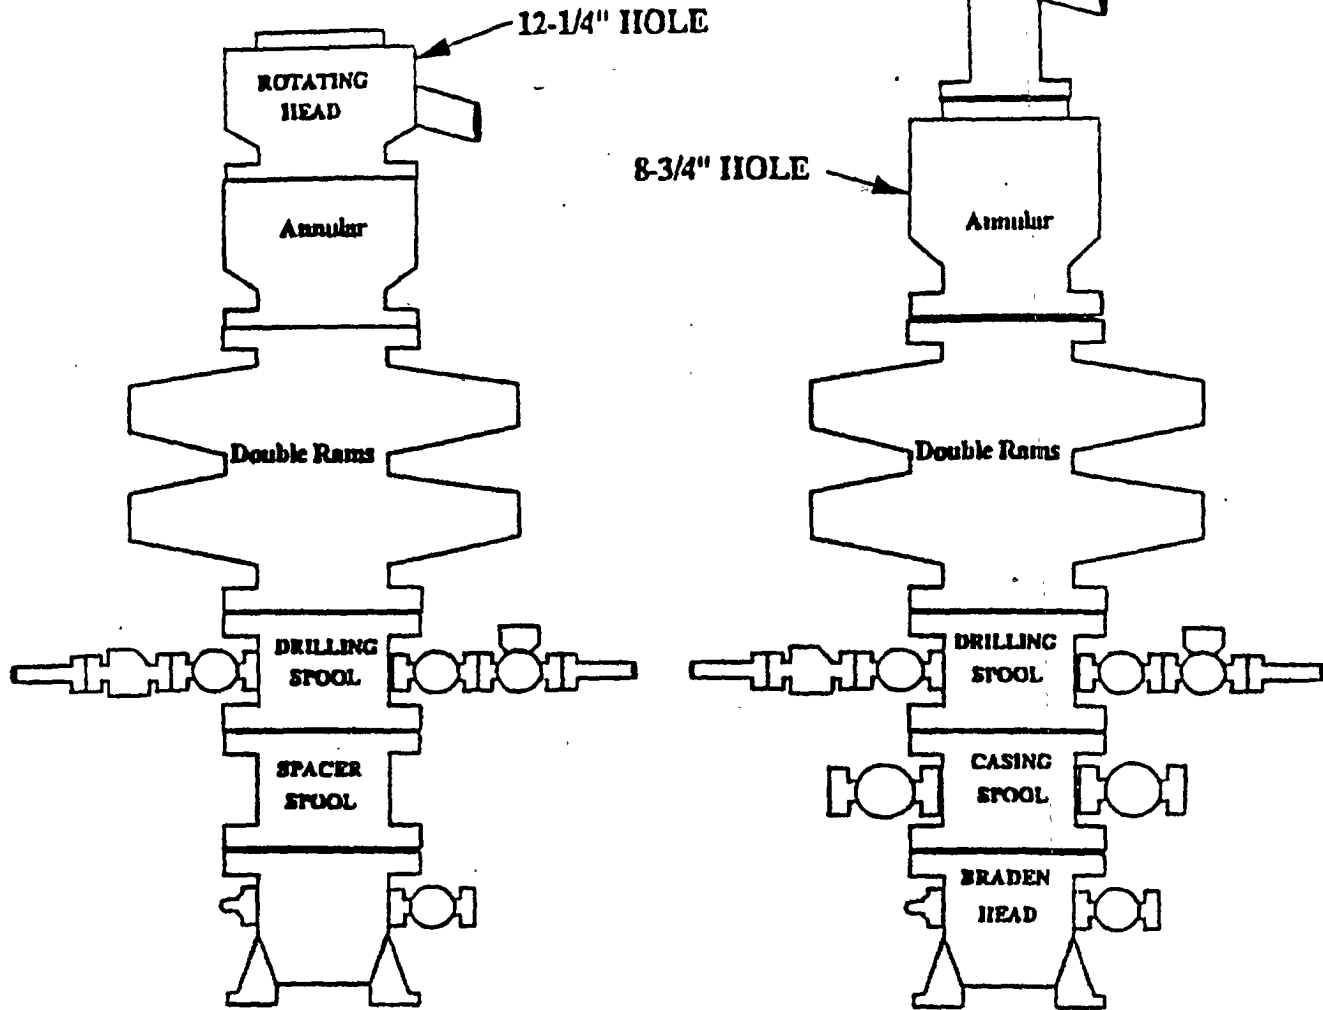 12-1/4" HOLE
ROTATING
HEAD
Annular
Double Rams
DRILLING
SPOOL
SPACER
SPOOL
8-3/4" HOLE
Annular
Double Rams
DRILLING
SPOOL
CASING
SPOOL
BRADEN
HEAD